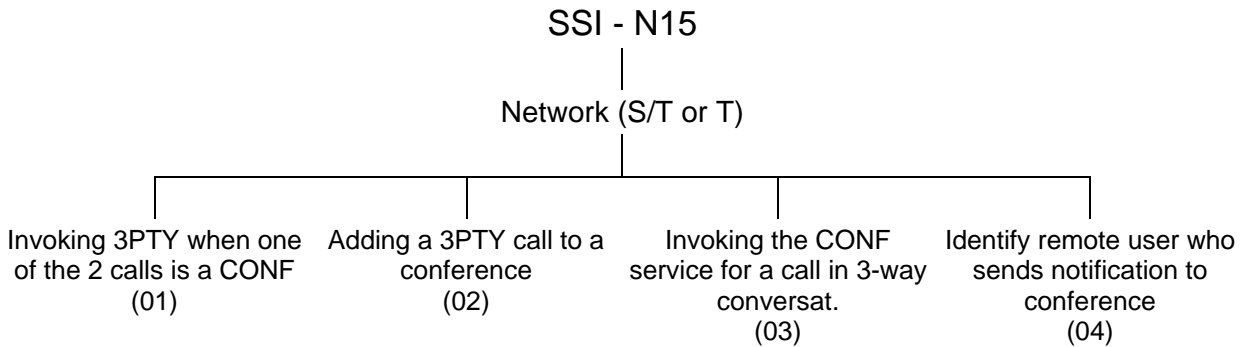 SSI - N15
Network (S/T or T)
Invoking 3PTY when one
of the 2 calls is a CONF
(01)
Adding a 3PTY call to a
conference
(02)
Invoking the CONF
service for a call in 3-way
conversat.
(03)
Identify remote user who
sends notification to
conference
(04)